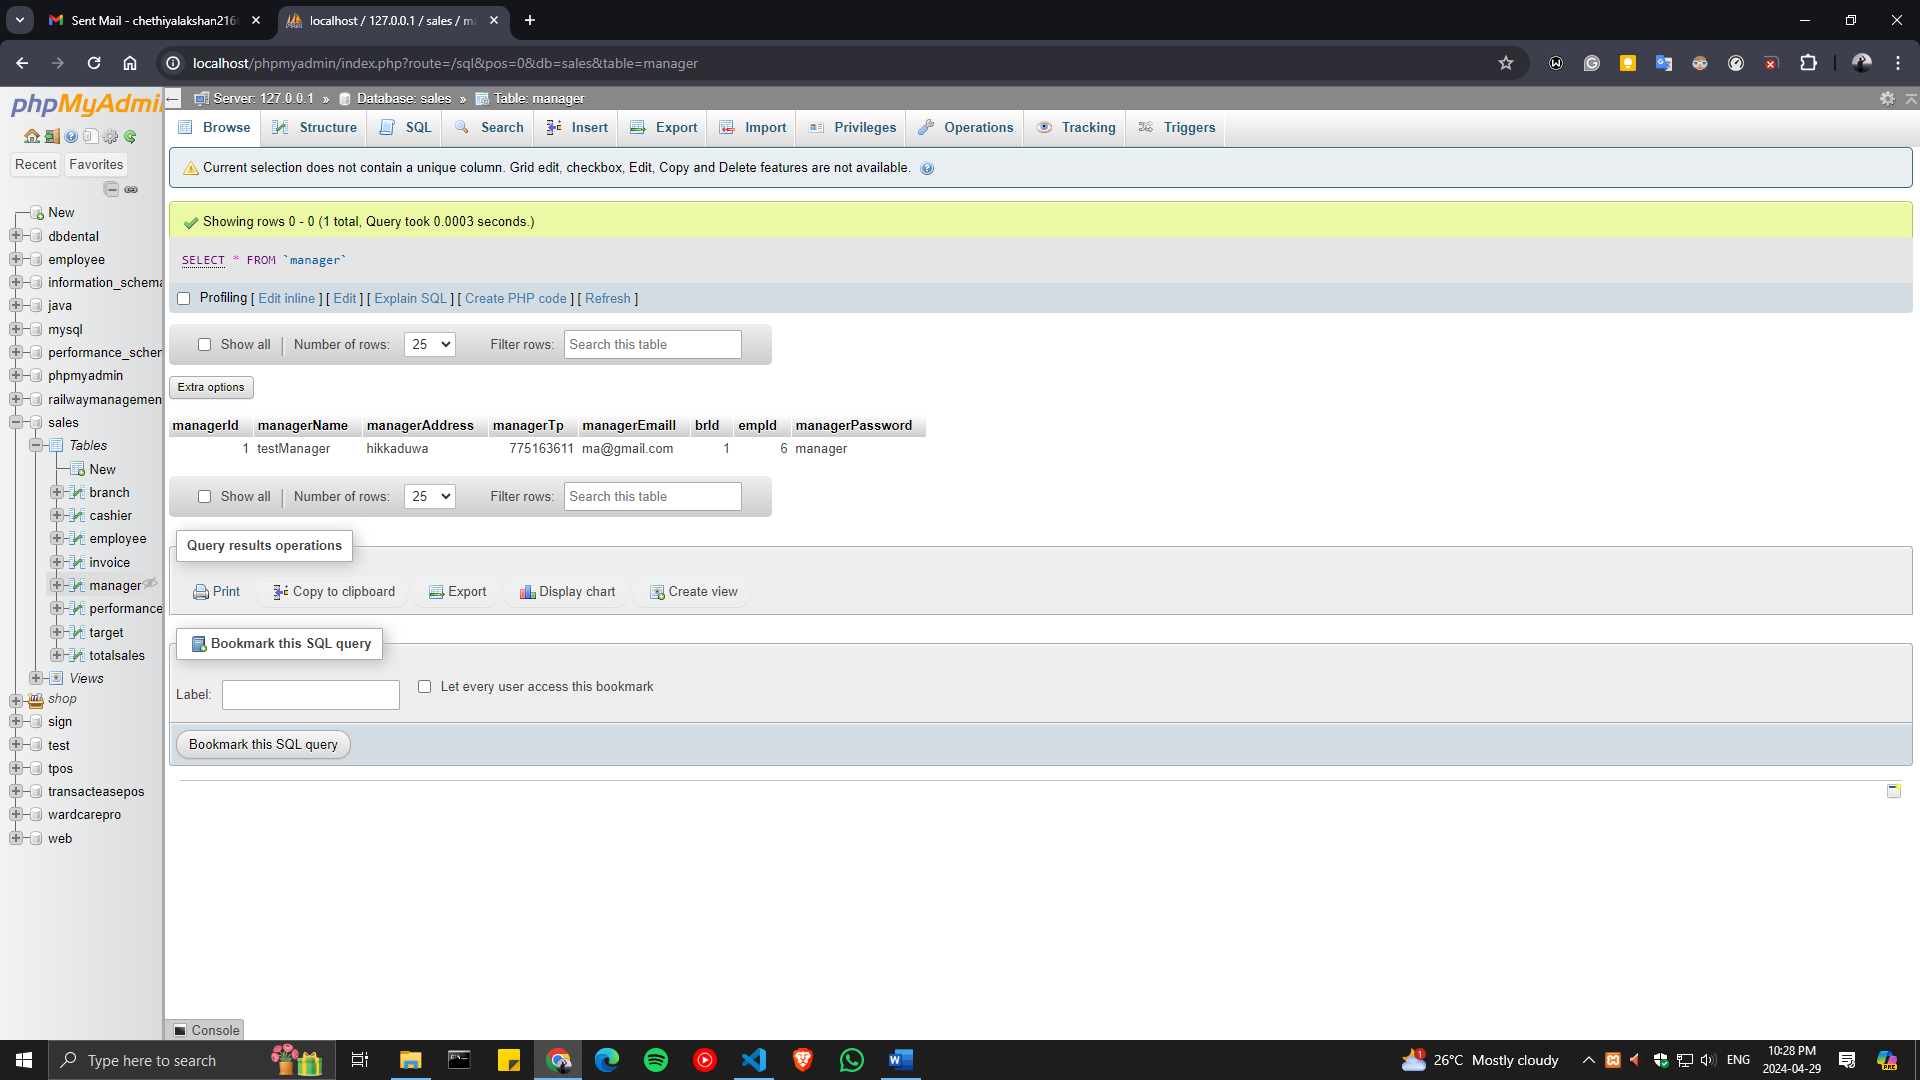 Sent Mail - chethiyalakshan216
localhost / 127.0.0.1 / sales / ma
localhost/phpmyadmin/index.php?route=/sql&pos=0&db=sales&table=manager
phpMyAdmi
Server: 127.0.0.1 » Database: sales » Table: manager
Browse Structure SQL Search Insert Export Import Privileges Operations Tracking Triggers
Recent Favorites
Current selection does not contain a unique column. Grid edit, checkbox, Edit, Copy and Delete features are not available.
Showing rows 0 - 0 (1 total, Query took 0.0003 seconds.)
SELECT * FROM `manager`
Profiling [ Edit inline ] [ Edit ] [ Explain SQL ] [ Create PHP code ] [ Refresh ]
Show all Number of rows: 25 Filter rows: Search this table
Extra options
managerId managerName managerAddress managerTp managerEmaill brId empId managerPassword
1 testManager hikkaduwa 775163611 ma@gmail.com 1 6 manager
Show all Number of rows: 25 Filter rows: Search this table
Query results operations
Print Copy to clipboard Export Display chart Create view
Bookmark this SQL query
Label: Let every user access this bookmark
Bookmark this SQL query
New
dbdental
employee
information_schema
java
mysql
performance_schem
phpmyadmin
railwaymanagemen
sales
Tables
New
branch
cashier
employee
invoice
manager
performance
target
totalsales
Views
shop
sign
test
tpos
transacteasepos
wardcarepro
web
Console
Type here to search
26°C Mostly cloudy
ENG
10:28 PM
2024-04-29